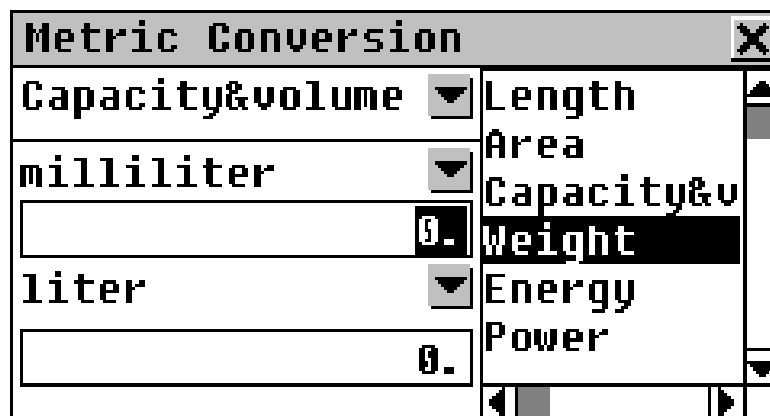 Metric Conversion
Capacity&volume
milliliter
0.
liter
0.
Length
Area
Capacity&v
Weight
Energy
Power